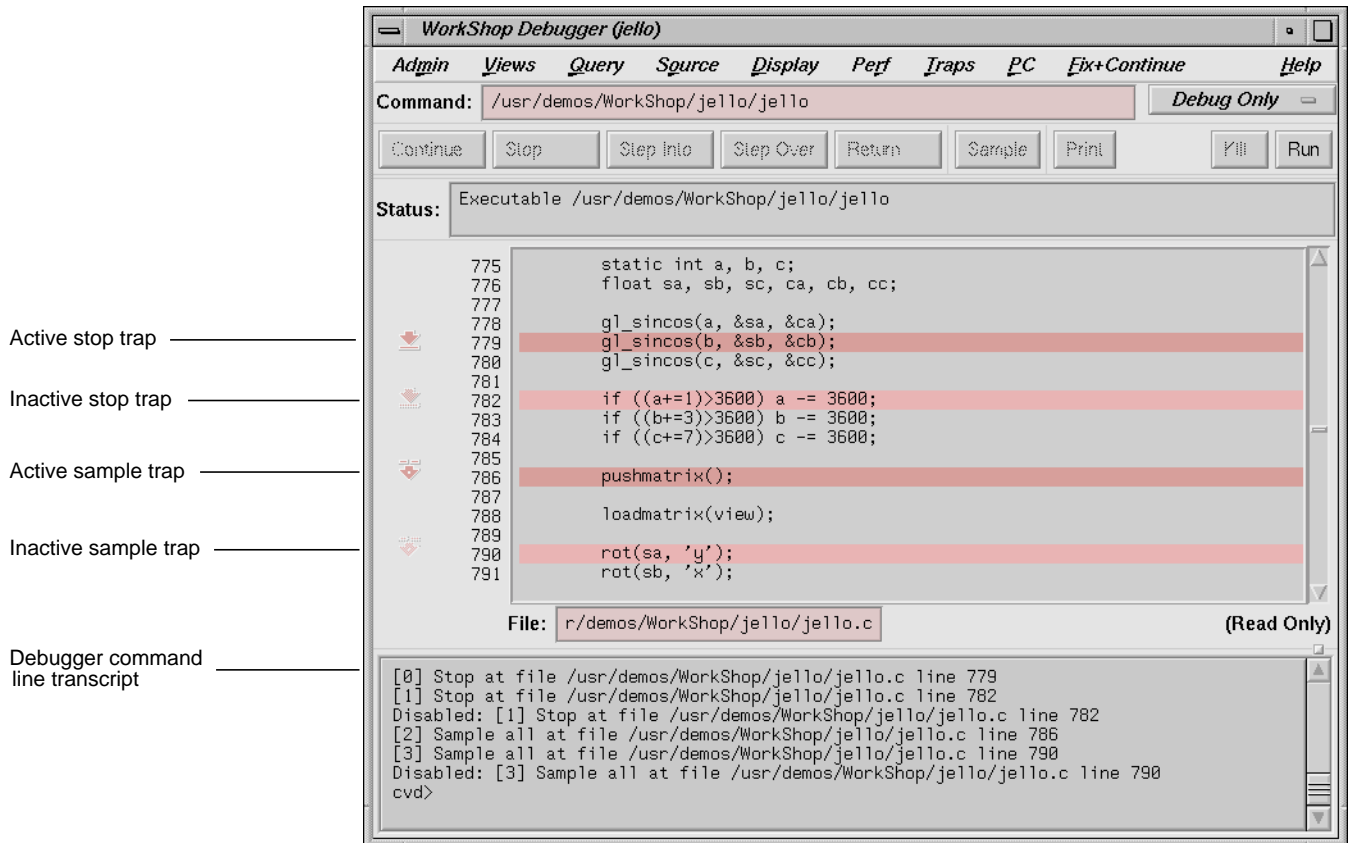 WorkShop Debugger (jello)
Admin Views Query Source Display Perf Traps PC Fix+Continue Help
Command: /usr/demos/WorkShop/jello/jello Debug Only
Continue Stop Step Into Step Over Return Sample Print Kill Run
Status: Executable /usr/demos/WorkShop/jello/jello
775 static int a, b, c;
776 float sa, sb, sc, ca, cb, cc;
777
778 gl_sincos(a, &sa, &ca);
Active stop trap
779 gl_sincos(b, &sb, &cb);
780 gl_sincos(c, &sc, &cc);
781
Inactive stop trap
782 if ((a+=1)>3600) a -= 3600;
783 if ((b+=3)>3600) b -= 3600;
784 if ((c+=7)>3600) c -= 3600;
785
Active sample trap
786 pushmatrix();
787
788 loadmatrix(view);
789
Inactive sample trap
790 rot(sa, 'y');
791 rot(sb, 'x');
File: r/demos/WorkShop/jello/jello.c (Read Only)
Debugger command
line transcript
[0] Stop at file /usr/demos/WorkShop/jello/jello.c line 779
[1] Stop at file /usr/demos/WorkShop/jello/jello.c line 782
Disabled: [1] Stop at file /usr/demos/WorkShop/jello/jello.c line 782
[2] Sample all at file /usr/demos/WorkShop/jello/jello.c line 786
[3] Sample all at file /usr/demos/WorkShop/jello/jello.c line 790
Disabled: [3] Sample all at file /usr/demos/WorkShop/jello/jello.c line 790
cvd>